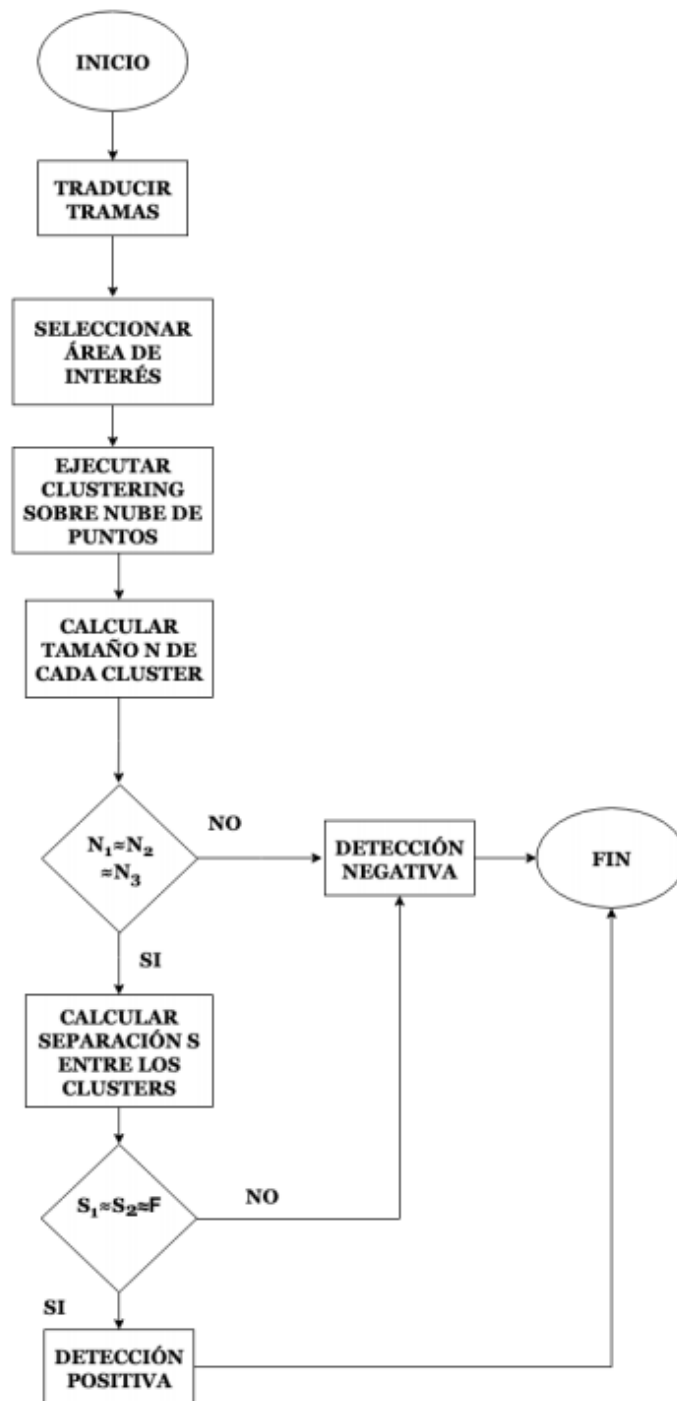 INICIO
TRADUCIR
TRAMAS
SELECCIONAR
ÁREA DE
INTERÉS
EJECUTAR
CLUSTERING
SOBRE NUBE DE
PUNTOS
CALCULAR
TAMAÑO N DE
CADA CLUSTER
N₁≈N₂
≈N₃
NO
DETECCIÓN
NEGATIVA
FIN
SI
CALCULAR
SEPARACIÓN S
ENTRE LOS
CLUSTERS
S₁≈S₂≈F
NO
SI
DETECCIÓN
POSITIVA